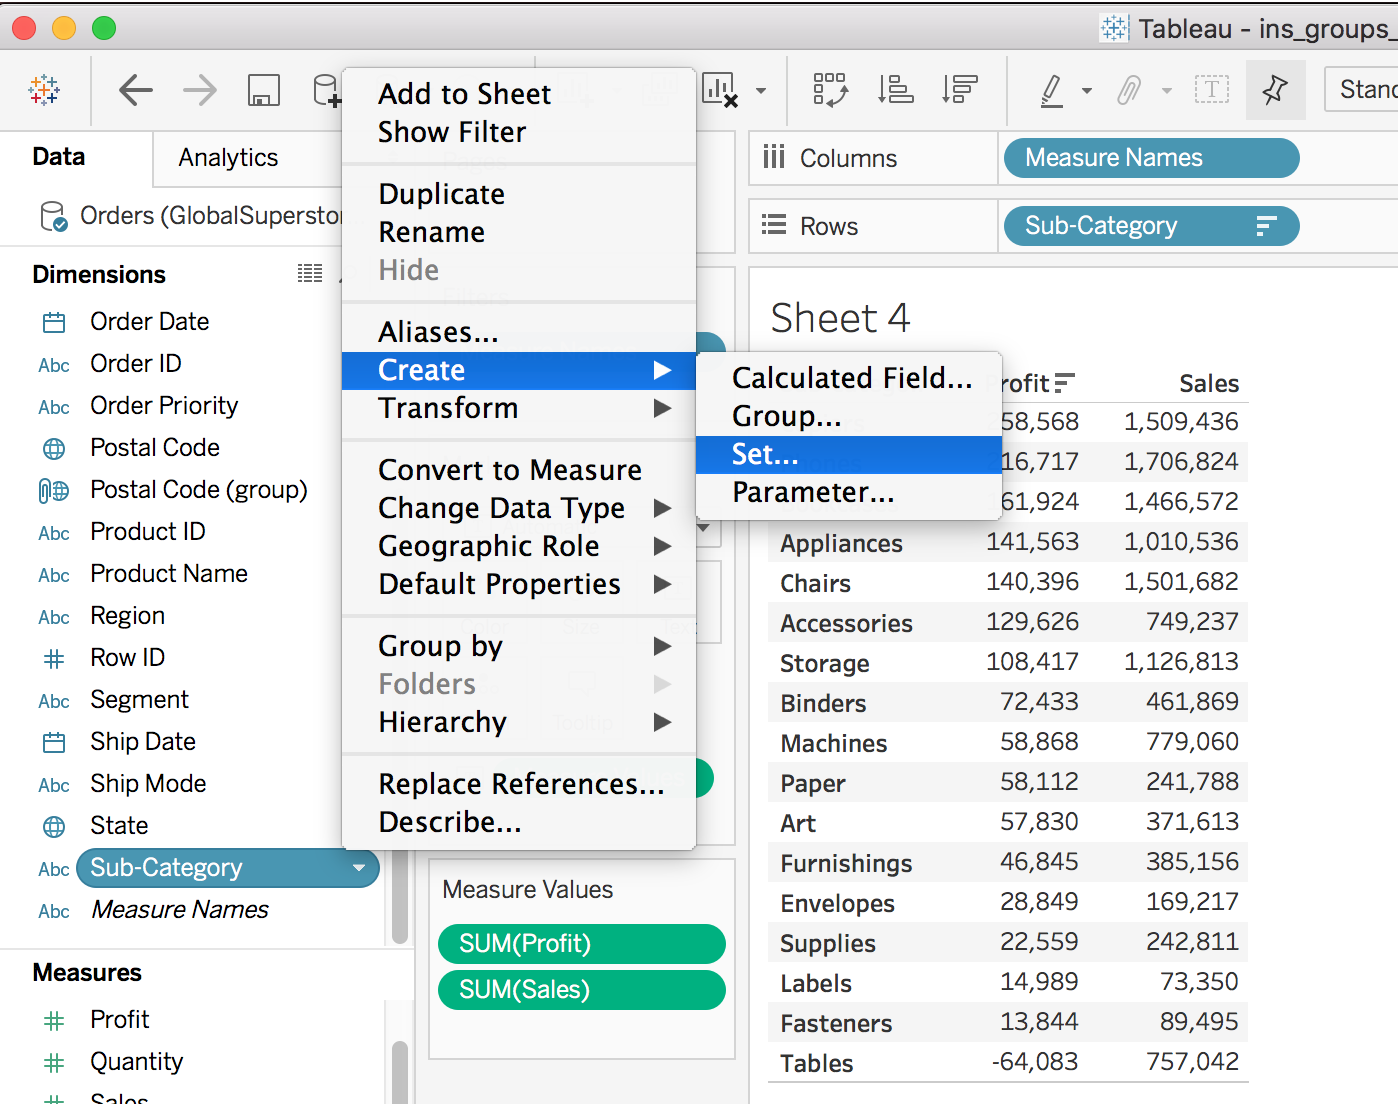 Tableau - ins_groups_
Stand
Data
Analytics
Orders (GlobalSuperstor
Dimensions
Order Date
Abc Order ID
Abc Order Priority
Postal Code
Postal Code (group)
Abc Product ID
Abc Product Name
Abc Region
Row ID
Abc Segment
Ship Date
Abc Ship Mode
State
Abc Sub-Category
Abc Measure Names
Measures
Profit
Quantity
Sales
Add to Sheet
Show Filter
Duplicate
Rename
Hide
Aliases...
Create
Transform
Convert to Measure
Change Data Type
Geographic Role
Default Properties
Group by
Folders
Hierarchy
Replace References...
Describe...
Calculated Field...
Group...
Set...
Parameter...
Measure Values
SUM(Profit)
SUM(Sales)
Columns Measure Names
Rows Sub-Category
Sheet 4
rofit Sales
58,568 1,509,436
16,717 1,706,824
61,924 1,466,572
Appliances 141,563 1,010,536
Chairs 140,396 1,501,682
Accessories 129,626 749,237
Storage 108,417 1,126,813
Binders 72,433 461,869
Machines 58,868 779,060
Paper 58,112 241,788
Art 57,830 371,613
Furnishings 46,845 385,156
Envelopes 28,849 169,217
Supplies 22,559 242,811
Labels 14,989 73,350
Fasteners 13,844 89,495
Tables -64,083 757,042